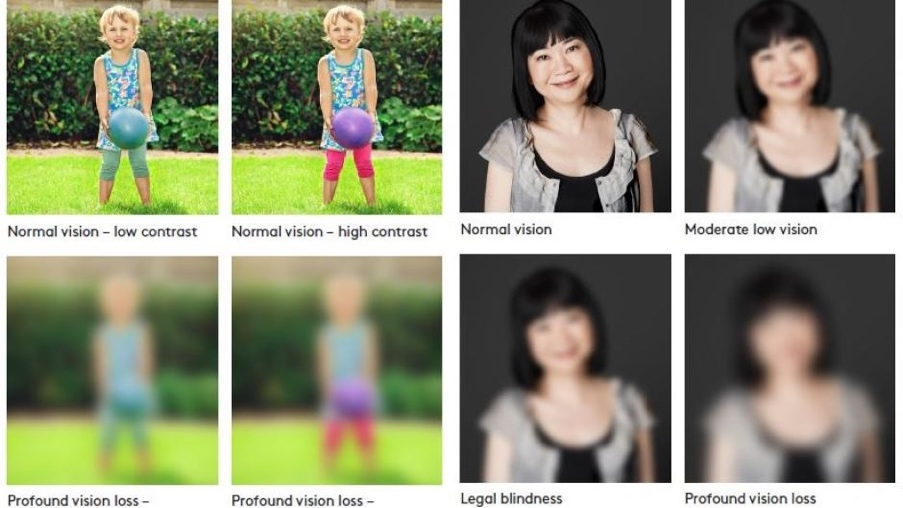 Normal vision – low contrast
Normal vision – high contrast
Normal vision
Moderate low vision
Profound vision loss –
Profound vision loss –
Legal blindness
Profound vision loss